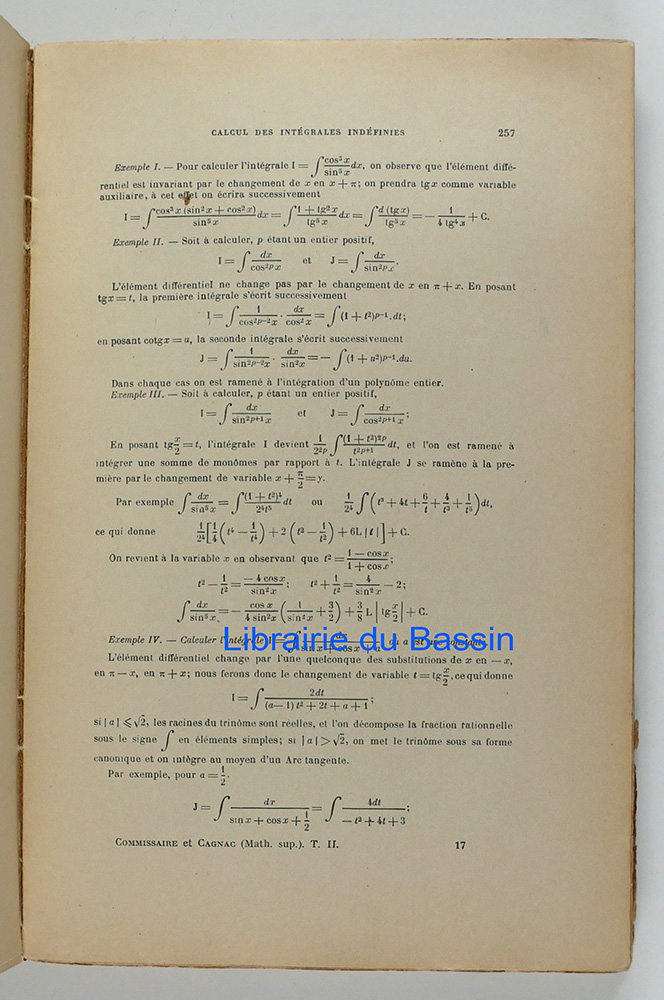 CALCUL DES INTÉGRALES INDÉFINIES 257
Exemple I. — Pour calculer l'intégrale I = ∫ cos³x/sin⁵x dx, on observe que l'élément diffé-
rentiel est invariant par le changement de x en x + π; on prendra tgx comme variable
auxiliaire, à cet effet on écrira successivement
I = ∫ cos³x (sin²x + cos²x)/sin⁵x dx = ∫ 1 + tg²x/tg⁵x dx = ∫ d (tgx)/tg⁵x = — 1/4 tg⁴x + C.
Exemple II. — Soit à calculer, p étant un entier positif,
I = ∫ dx/cos²ᵖx et J = ∫ dx/sin²ᵖx.
L'élément différentiel ne change pas par le changement de x en π + x. En posant
tgx = t, la première intégrale s'écrit successivement
I = ∫ 1/cos²ᵖ⁻²x · dx/cos²x = ∫ (1 + t²)ᵖ⁻¹.dt;
en posant cotgx = u, la seconde intégrale s'écrit successivement
J = ∫ 1/sin²ᵖ⁻²x · dx/sin²x = — ∫ (1 + u²)ᵖ⁻¹.du.
Dans chaque cas on est ramené à l'intégration d'un polynôme entier.
Exemple III. — Soit à calculer, p étant un entier positif,
I = ∫ dx/sin²ᵖ⁺¹x et J = ∫ dx/cos²ᵖ⁺¹x;
En posant tg x/2 = t, l'intégrale I devient 1/2²ᵖ ∫ (1 + t²)²ᵖ/t²ᵖ⁺¹ dt, et l'on est ramené à
intégrer une somme de monômes par rapport à t. L'intégrale J se ramène à la pre-
mière par le changement de variable x + π/2 = y.
Par exemple ∫ dx/sin⁵x = ∫ (1 + t²)⁴/2⁴t⁵ dt ou 1/2⁴ ∫ (t³ + 4t + 6/t + 4/t³ + 1/t⁵) dt,
ce qui donne 1/2⁴ [1/4 (t⁴ — 1/t⁴) + 2 (t² — 1/t²) + 6L | t |] + C.
On revient à la variable x en observant que t² = 1 — cosx/1 + cosx;
t² — 1/t² = — 4 cosx/sin²x; t² + 1/t² = 4/sin²x — 2;
∫ dx/sin⁵x = — cosx/4 sin²x (1/sin²x + 3/2) + 3/8 L | tg x/2 | + C.
Exemple IV. — Calculer l'intégrale I
Librairie du Bassin
L'élément différentiel change par l'une quelconque des substitutions de x en — x,
en π — x, en π + x; nous ferons donc le changement de variable t = tg x/2, ce qui donne
I = ∫ 2dt/(a — 1) t² + 2t + a + 1;
si | a | ⩽ √2, les racines du trinôme sont réelles, et l'on décompose la fraction rationnelle
sous le signe ∫ en éléments simples; si | a | > √2, on met le trinôme sous sa forme
canonique et on intègre au moyen d'un Arc tangente.
Par exemple, pour a = 1/2.
J = ∫ dx/sinx + cosx + 1/2 = ∫ 4dt/— t² + 4t + 3;
COMMISSAIRE et CAGNAC (Math. sup.). T. II. 17